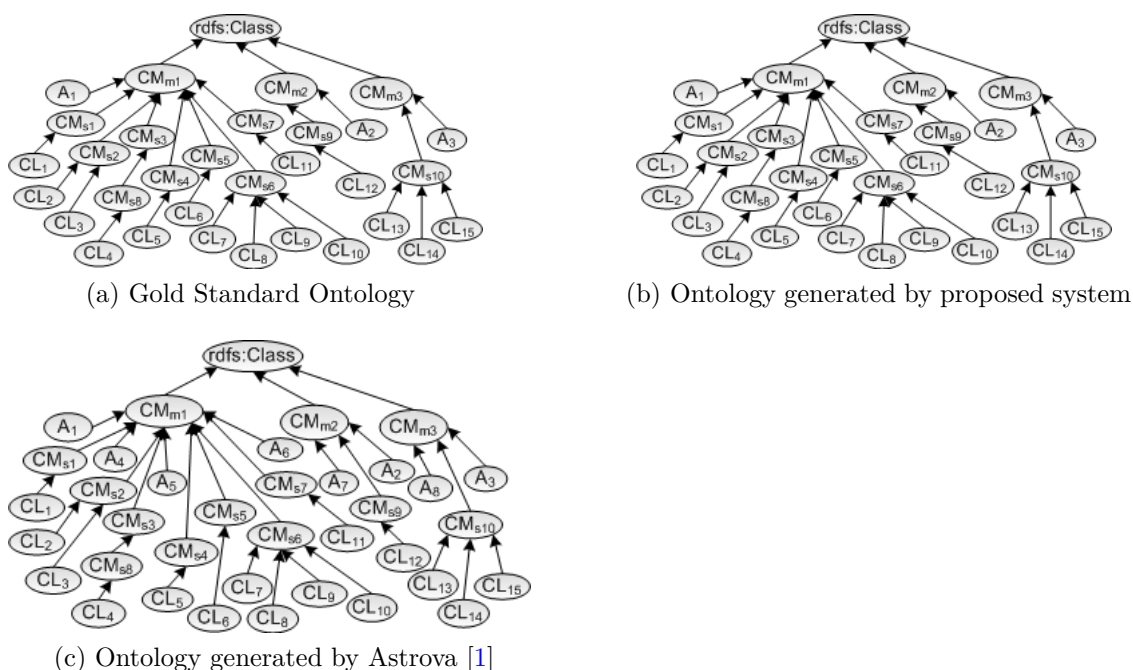 rdfs:Class
CMm1
CMm2
CMm3
A1
CMs1
CMs2
CMs3
CMs7
CMs9
A2
A3
CL1
CMs5
CL11
CMs10
CL2
CMs8
CMs4
CMs6
CL12
CL3
CL6
CL13
CL15
CL4
CL5
CL7
CL8
CL9
CL10
CL14
(a) Gold Standard Ontology
rdfs:Class
CMm1
CMm2
CMm3
A1
CMs1
CMs2
CMs3
CMs7
CMs9
A2
A3
CL1
CMs5
CL11
CMs10
CL2
CMs8
CMs4
CMs6
CL12
CL3
CL6
CL13
CL15
CL4
CL5
CL7
CL8
CL9
CL10
CL14
(b) Ontology generated by proposed system
rdfs:Class
CMm1
CMm2
CMm3
A1
CMs1
A4
A6
A2
CMs2
A5
CMs7
A7
A8
A3
CL1
CMs3
CMs5
CMs9
CMs10
CL2
CMs6
CL11
CL3
CMs8
CMs4
CL12
CL13
CL15
CL4
CL5
CL6
CL7
CL8
CL9
CL10
CL14
(c) Ontology generated by Astrova [1]